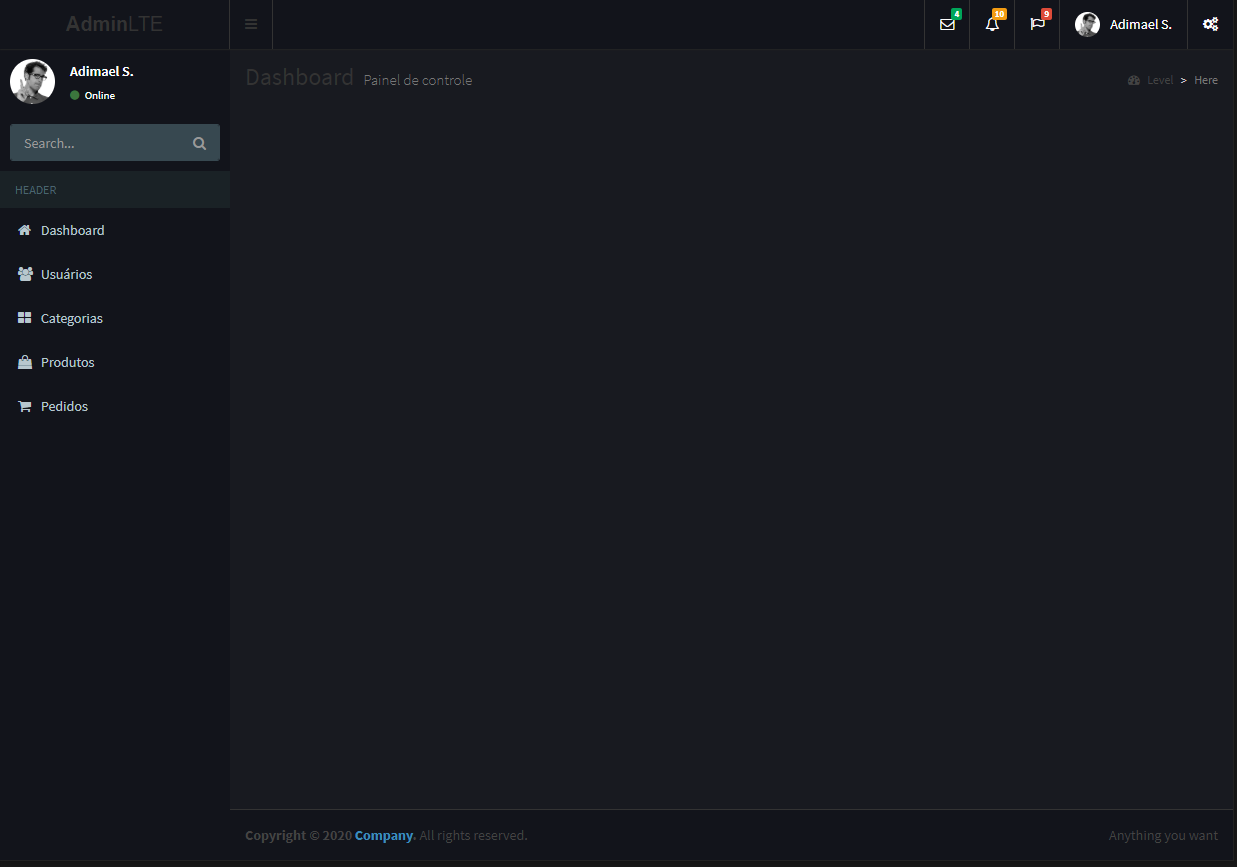 AdminLTE
4
10
9
Adimael S.
Adimael S.
Online
Search...
HEADER
Dashboard
Usuários
Categorias
Produtos
Pedidos
Dashboard Painel de controle
Level > Here
Copyright © 2020 Company. All rights reserved.
Anything you want